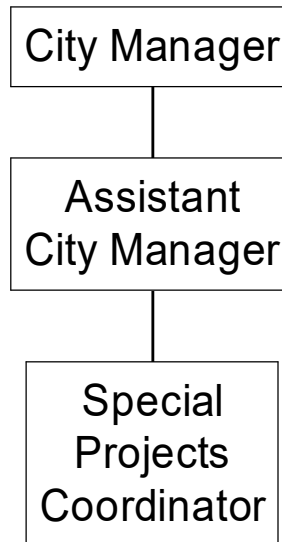 City Manager
Assistant
City Manager
Special
Projects
Coordinator